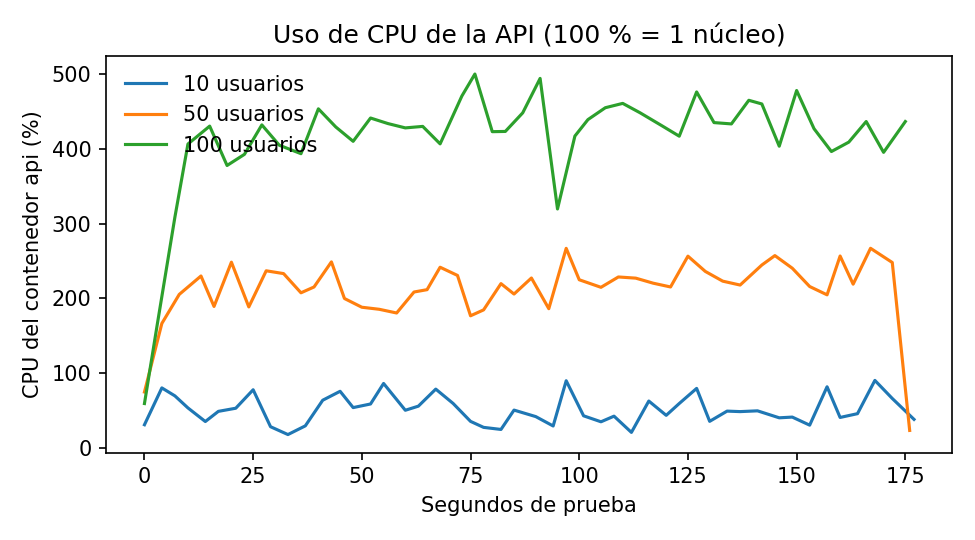 Uso de CPU de la API (100 % = 1 núcleo)
CPU del contenedor api (%)
500
400
300
200
100
0
10 usuarios
50 usuarios
100 usuarios
0 25 50 75 100 125 150 175
Segundos de prueba